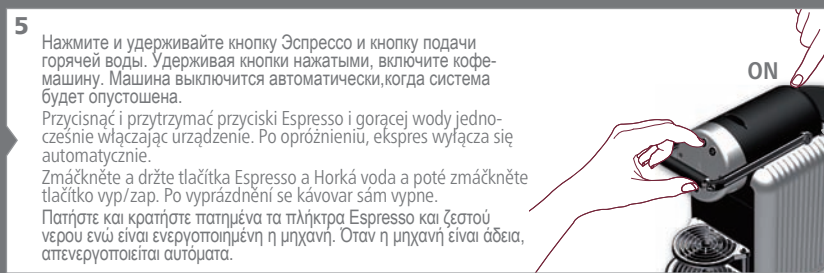 5
Нажмите и удерживайте кнопку Эспрессо и кнопку подачи
горячей воды. Удерживая кнопки нажатыми, включите кофе-
машину. Машина выключится автоматически,когда система
будет опустошена.
Przycisnąć i przytrzymać przyciski Espresso i gorącej wody jedno-
cześnie włączając urządzenie. Po opróżnieniu, ekspres wyłącza się
automatycznie.
Zmáčkněte a držte tlačítka Espresso a Horká voda a poté zmáčkněte
tlačítko vyp/zap. Po vyprázdnění se kávovar sám vypne.
Πατήστε και κρατήστε πατημένα τα πλήκτρα Espresso και ζεστού
νερου ενώ είναι ενεργοποιημένη η μηχανή. Όταν η μηχανή είναι άδεια,
απενεργοποιείται αυτόματα.
ON